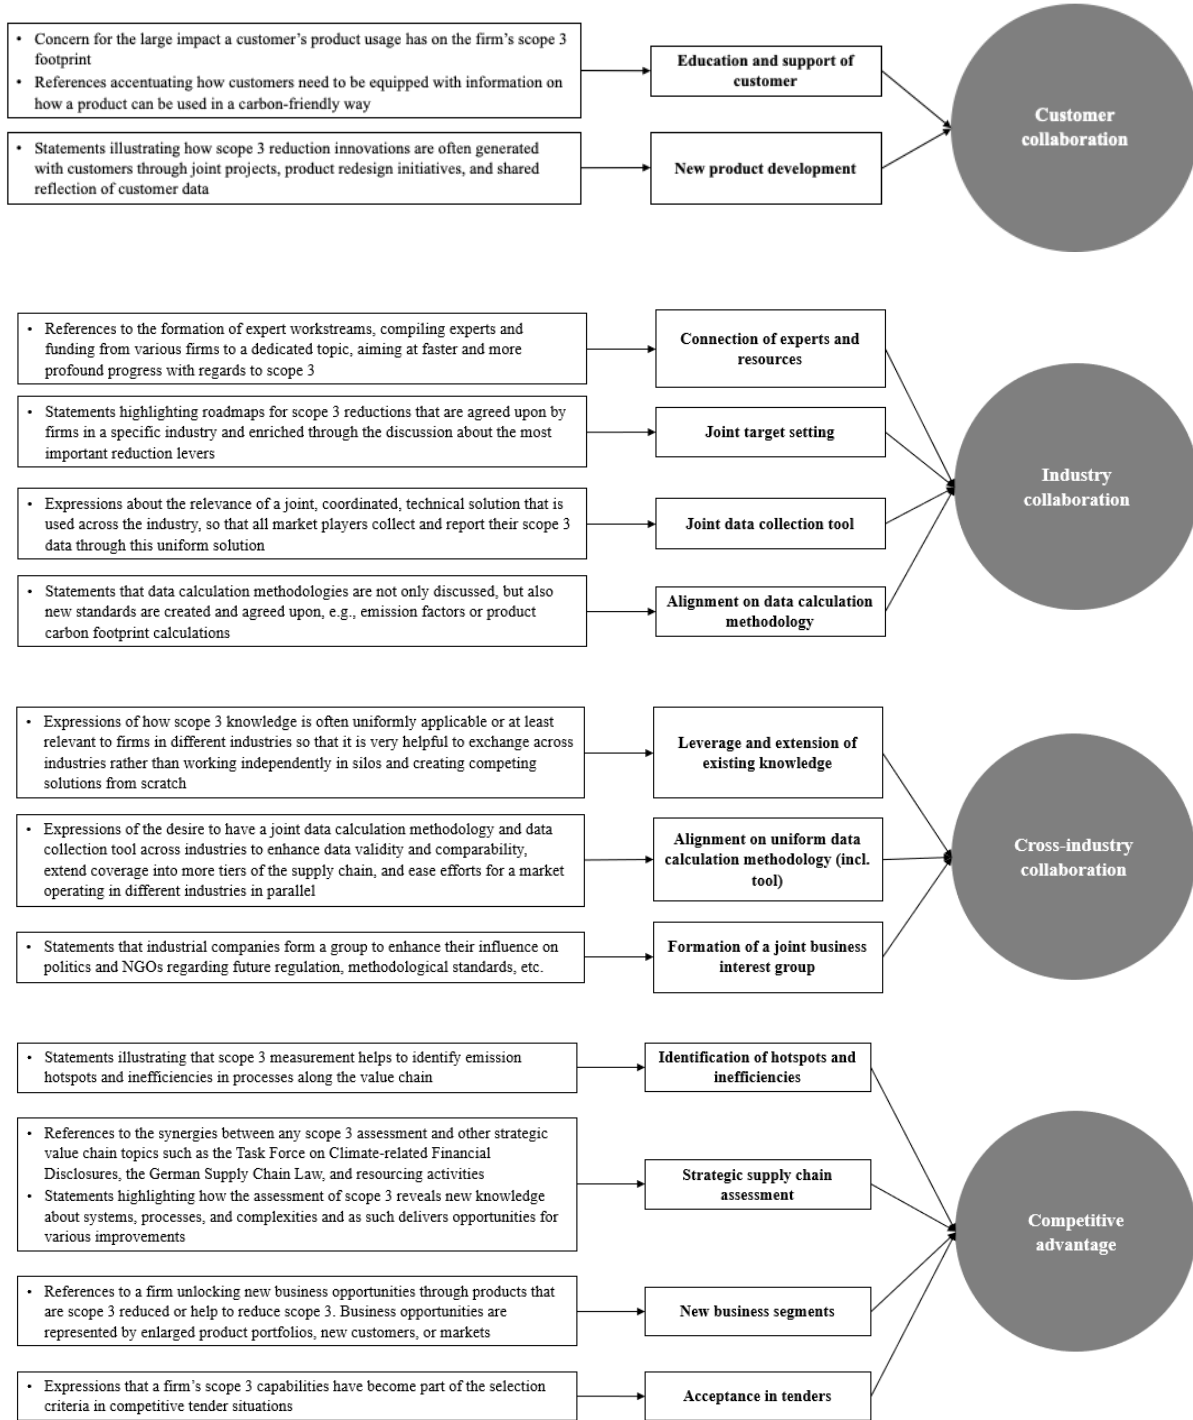 • Concern for the large impact a customer's product usage has on the firm's scope 3
footprint
• References accentuating how customers need to be equipped with information on
how a product can be used in a carbon-friendly way
Education and support of
customer
• Statements illustrating how scope 3 reduction innovations are often generated
with customers through joint projects, product redesign initiatives, and shared
reflection of customer data
New product development
Customer
collaboration
• References to the formation of expert workstreams, compiling experts and
funding from various firms to a dedicated topic, aiming at faster and more
profound progress with regards to scope 3
Connection of experts and
resources
• Statements highlighting roadmaps for scope 3 reductions that are agreed upon by
firms in a specific industry and enriched through the discussion about the most
important reduction levers
Joint target setting
• Expressions about the relevance of a joint, coordinated, technical solution that is
used across the industry, so that all market players collect and report their scope 3
data through this uniform solution
Joint data collection tool
• Statements that data calculation methodologies are not only discussed, but also
new standards are created and agreed upon, e.g., emission factors or product
carbon footprint calculations
Alignment on data calculation
methodology
Industry
collaboration
• Expressions of how scope 3 knowledge is often uniformly applicable or at least
relevant to firms in different industries so that it is very helpful to exchange across
industries rather than working independently in silos and creating competing
solutions from scratch
Leverage and extension of
existing knowledge
• Expressions of the desire to have a joint data calculation methodology and data
collection tool across industries to enhance data validity and comparability,
extend coverage into more tiers of the supply chain, and ease efforts for a market
operating in different industries in parallel
Alignment on uniform data
calculation methodology (incl.
tool)
• Statements that industrial companies form a group to enhance their influence on
politics and NGOs regarding future regulation, methodological standards, etc.
Formation of a joint business
interest group
Cross-industry
collaboration
• Statements illustrating that scope 3 measurement helps to identify emission
hotspots and inefficiencies in processes along the value chain
Identification of hotspots and
inefficiencies
• References to the synergies between any scope 3 assessment and other strategic
value chain topics such as the Task Force on Climate-related Financial
Disclosures, the German Supply Chain Law, and resourcing activities
• Statements highlighting how the assessment of scope 3 reveals new knowledge
about systems, processes, and complexities and as such delivers opportunities for
various improvements
Strategic supply chain
assessment
• References to a firm unlocking new business opportunities through products that
are scope 3 reduced or help to reduce scope 3. Business opportunities are
represented by enlarged product portfolios, new customers, or markets
New business segments
• Expressions that a firm's scope 3 capabilities have become part of the selection
criteria in competitive tender situations
Acceptance in tenders
Competitive
advantage